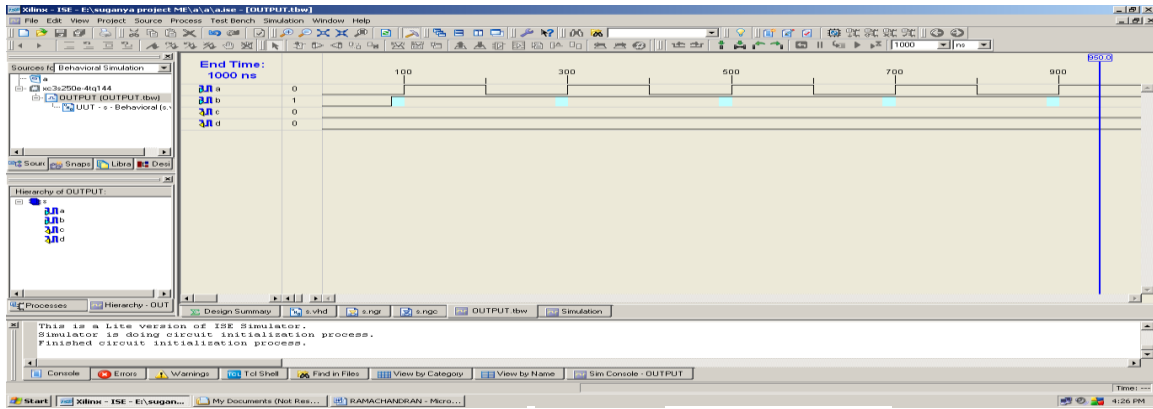 Xilinx - ISE - E:\suganya project ME\a\a\a.ise - [OUTPUT.tbw]
File Edit View Project Source Process Test Bench Simulation Window Help
1000 ns
Sources fo Behavioral Simulation
a
xc3s250e-4tq144
OUTPUT (OUTPUT.tbw)
UUT - s - Behavioral (s.v
Sourc Snaps Libra Desi
Hierarchy of OUTPUT:
s
a
b
c
d
Processes Hierarchy - OUT
End Time:
1000 ns
100 300 500 700 900
950.0
a 0
b 1
c 0
d 0
Design Summary s.vhd s.ngr s.ngc OUTPUT.tbw Simulation
This is a Lite version of ISE Simulator.
Simulator is doing circuit initialization process.
Finished circuit initialization process.
Console Errors Warnings Tcl Shell Find in Files View by Category View by Name Sim Console - OUTPUT
Time: ---
Start Xilinx - ISE - E:\sugan... My Documents (Not Res... RAMACHANDRAN - Micro... 4:26 PM